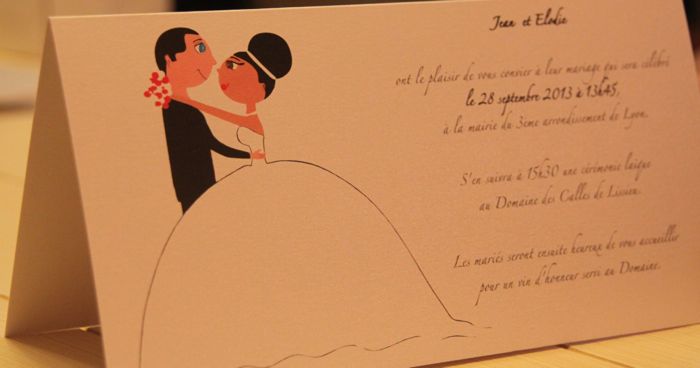 Jean et Elodie
ont le plaisir de vous convier à leur mariage qui sera célébré
le 28 septembre 2013 à 13h45,
à la mairie du 3ème arrondissement de Lyon.
S'en suivra à 15h30 une cérémonie laïque
au Domaine des Calles de Lissieu.
Les mariés seront ensuite heureux de vous accueillir
pour un vin d'honneur servi au Domaine.